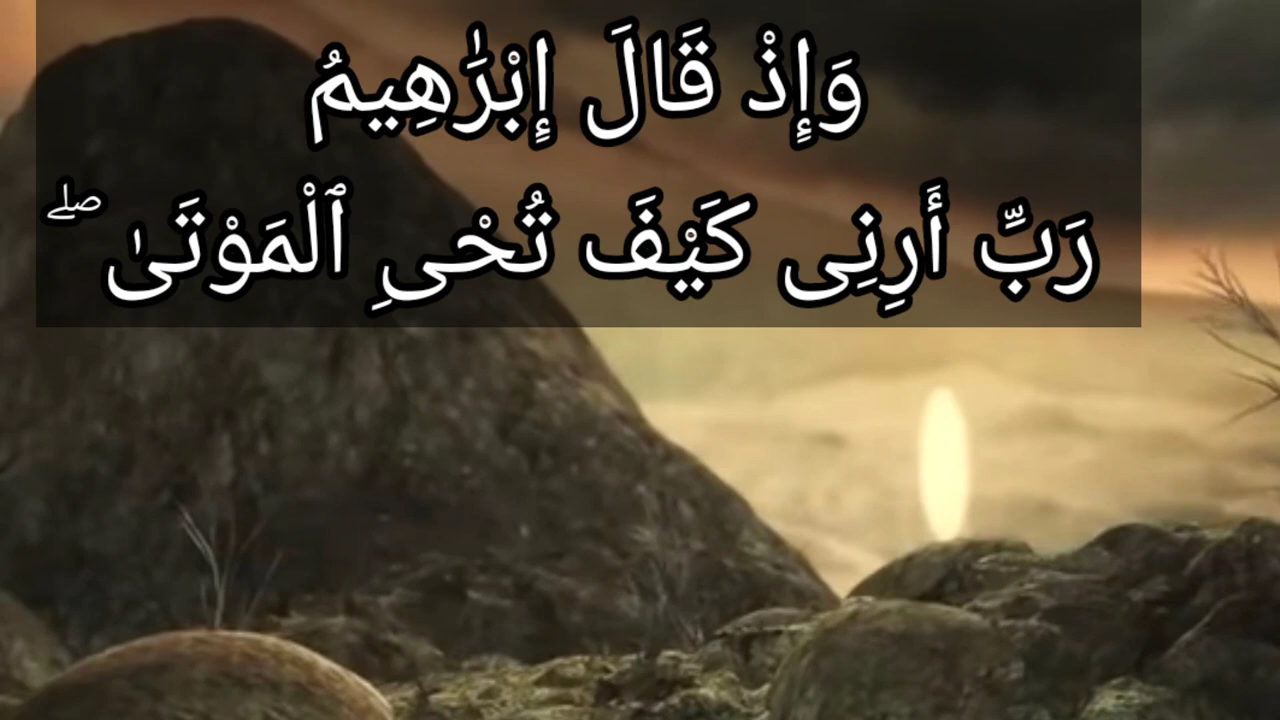 وَإِذْ قَالَ إِبْرَٰهِيمُ
رَبِّ أَرِنِى كَيْفَ تُحْىِ ٱلْمَوْتَىٰ ۖ